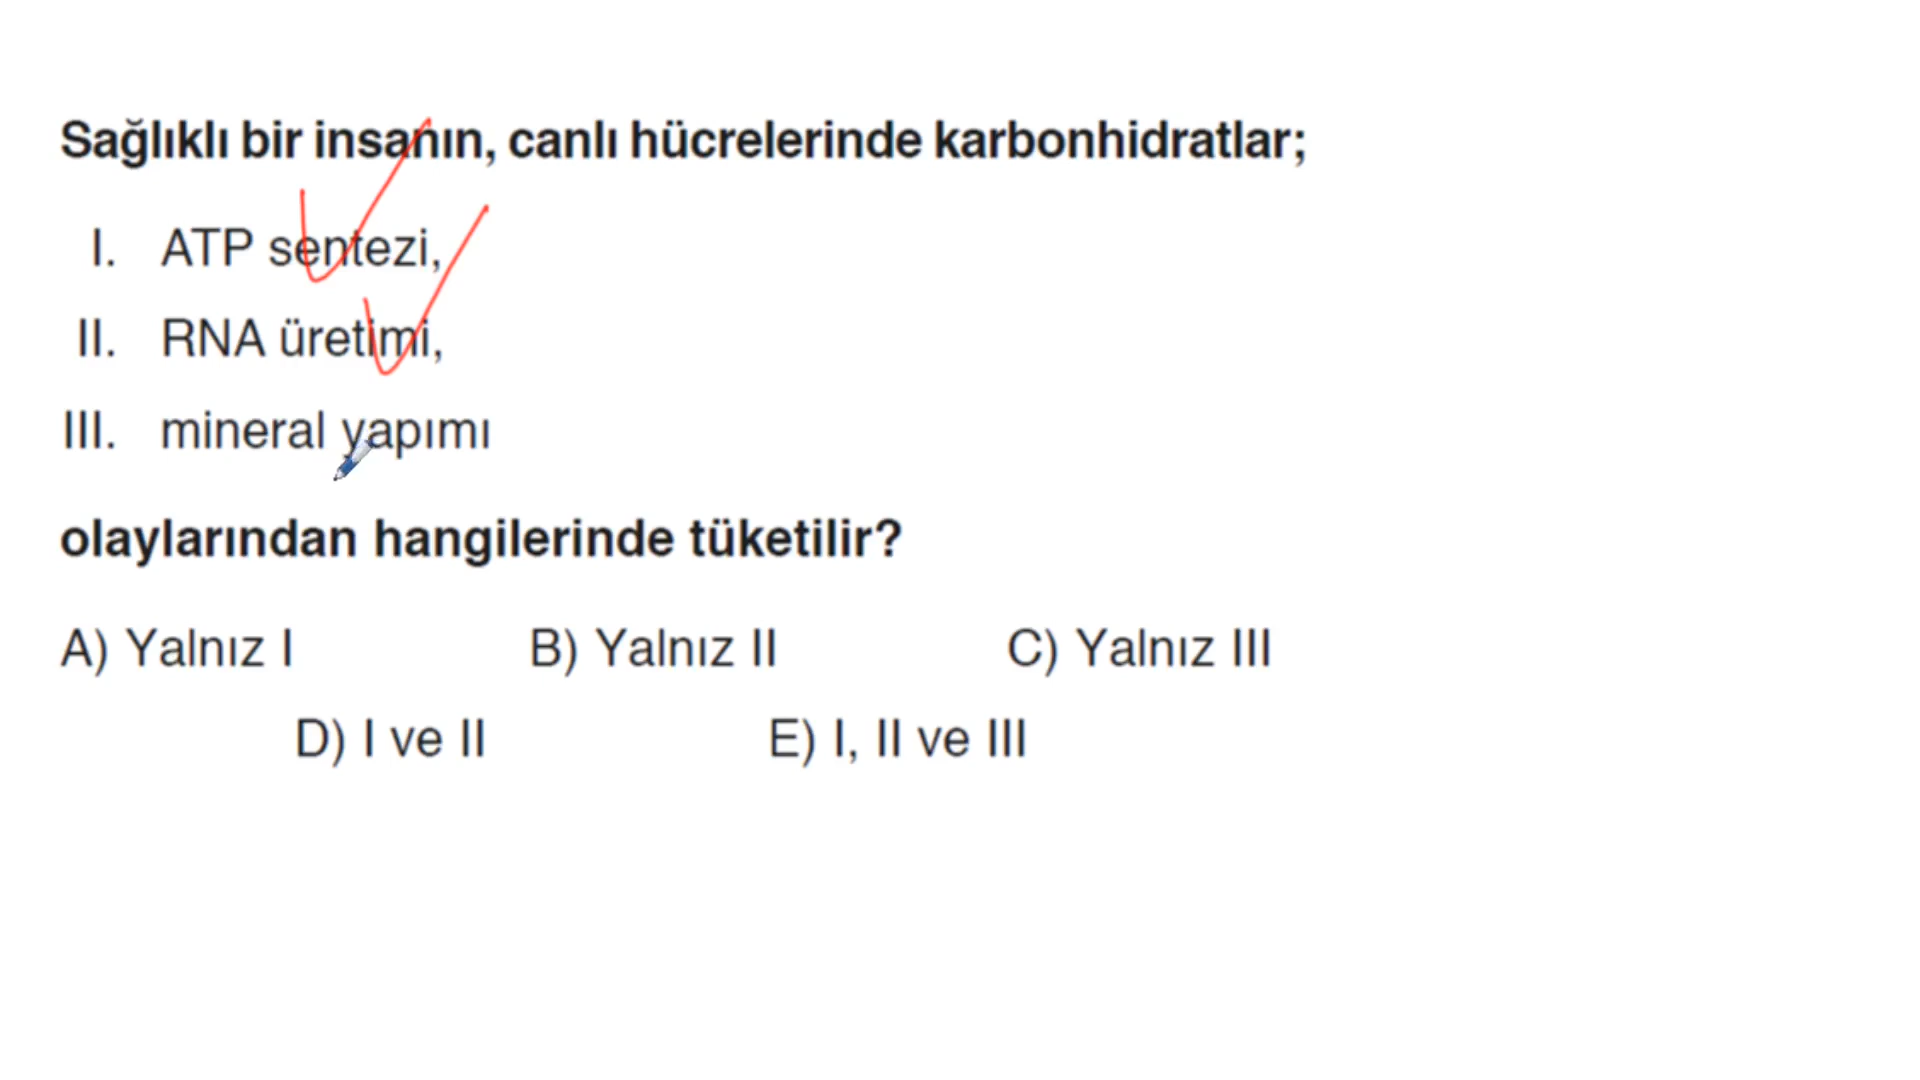 Sağlıklı bir insanın, canlı hücrelerinde karbonhidratlar;
I. ATP sentezi,
II. RNA üretimi,
III. mineral yapımı
olaylarından hangilerinde tüketilir?
A) Yalnız I B) Yalnız II C) Yalnız III
D) I ve II E) I, II ve III